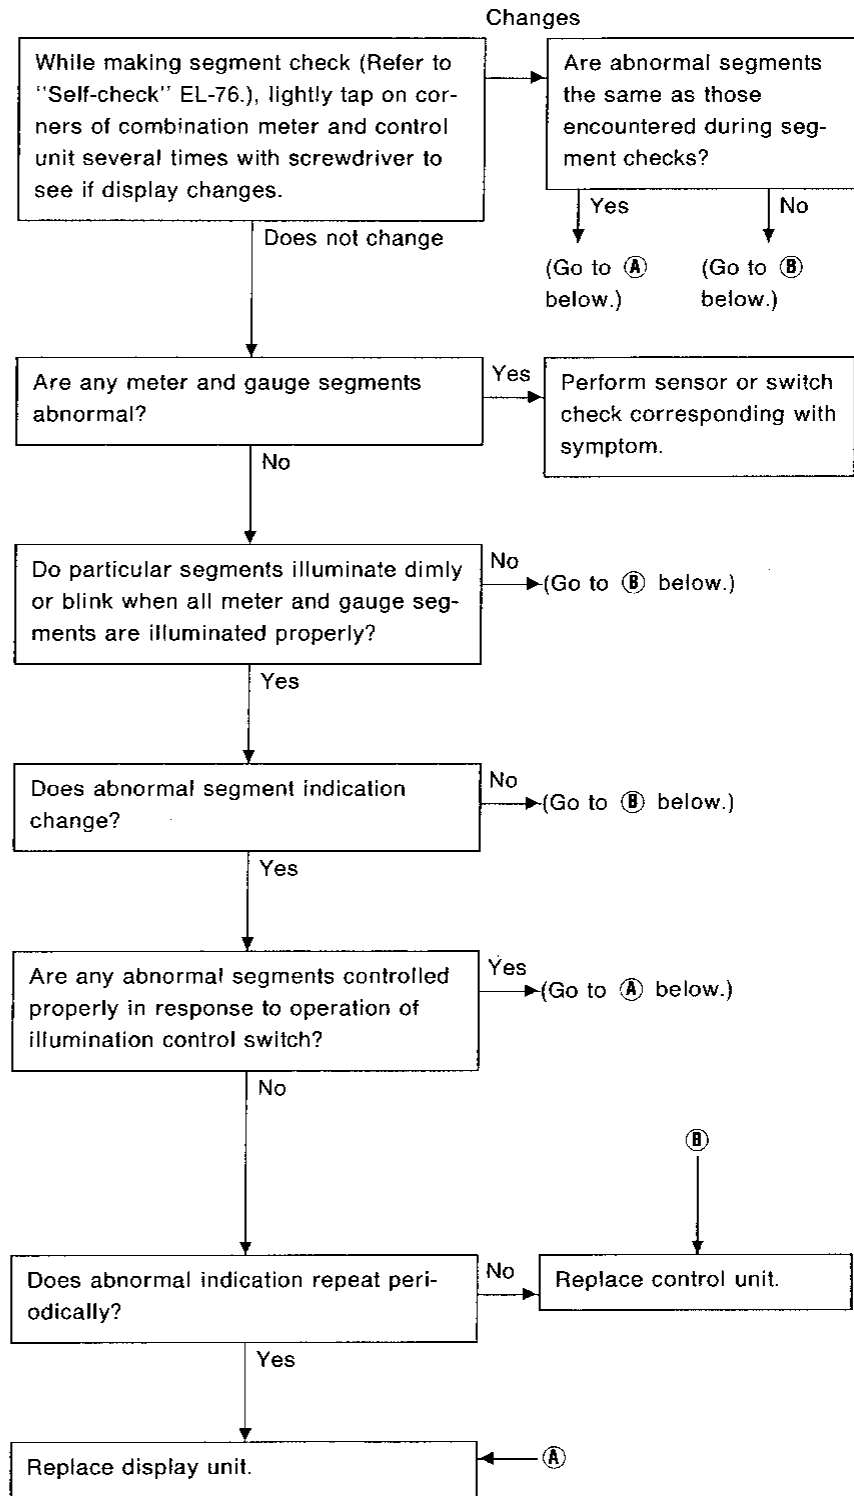 Changes
While making segment check (Refer to
"Self-check" EL-76.), lightly tap on cor-
ners of combination meter and control
unit several times with screwdriver to
see if display changes.
Are abnormal segments
the same as those
encountered during seg-
ment checks?
Does not change
Yes
No
(Go to Ⓐ
below.)
(Go to Ⓑ
below.)
Are any meter and gauge segments
abnormal?
Yes
Perform sensor or switch
check corresponding with
symptom.
No
Do particular segments illuminate dimly
or blink when all meter and gauge seg-
ments are illuminated properly?
No
(Go to Ⓑ below.)
Yes
Does abnormal segment indication
change?
No
(Go to Ⓑ below.)
Yes
Are any abnormal segments controlled
properly in response to operation of
illumination control switch?
Yes
(Go to Ⓐ below.)
No
Ⓑ
Does abnormal indication repeat peri-
odically?
No
Replace control unit.
Yes
Replace display unit.
Ⓐ